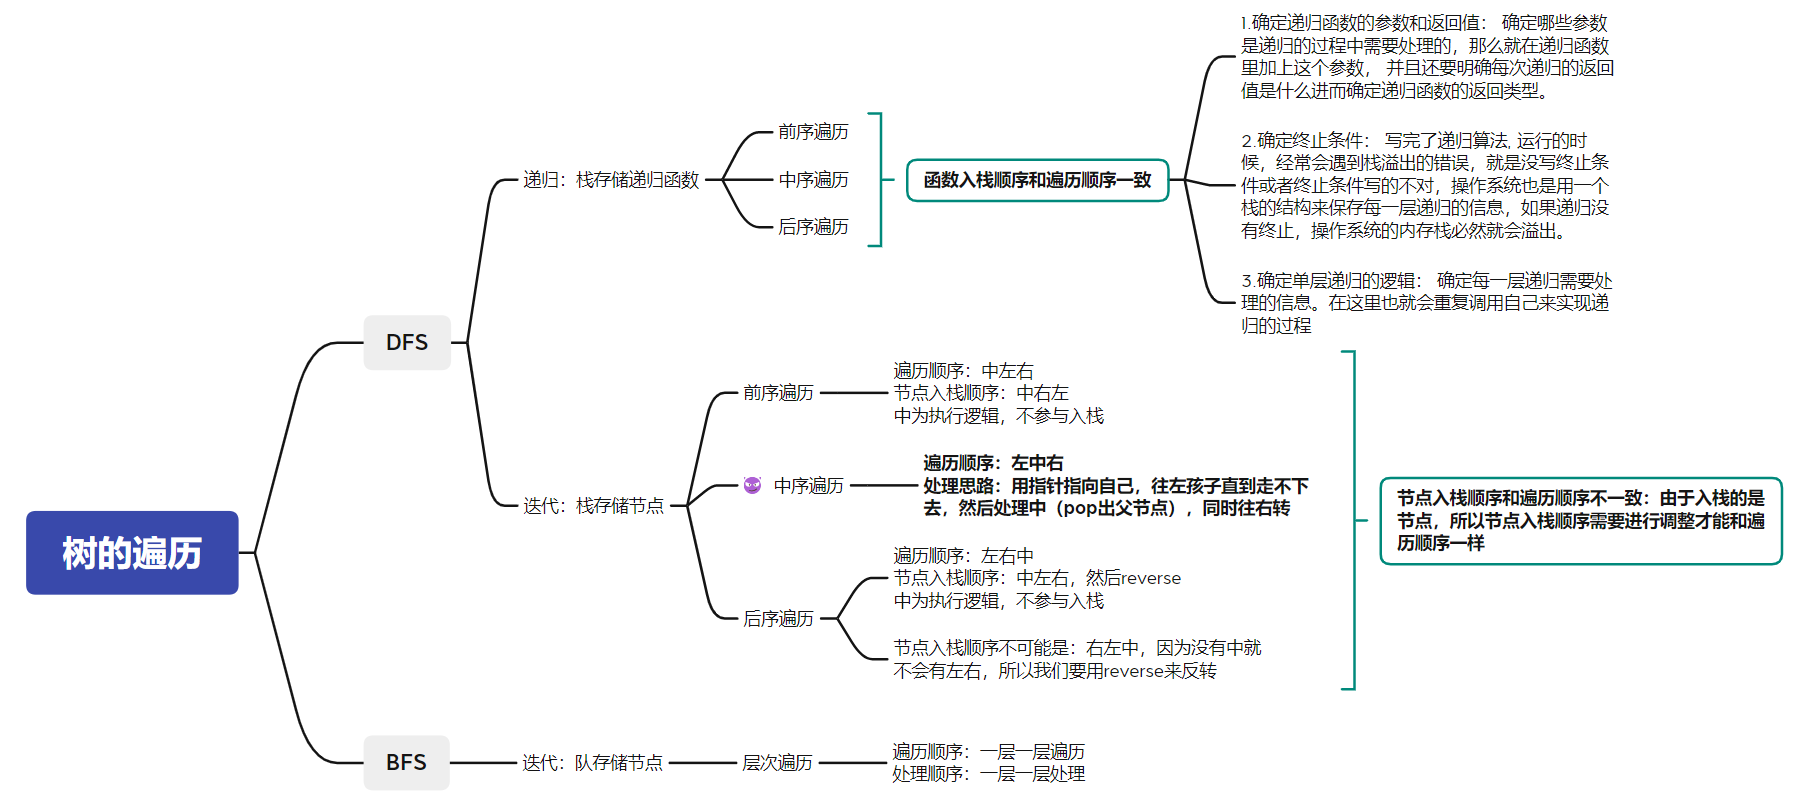 树的遍历
DFS
递归：栈存储递归函数
前序遍历
中序遍历
后序遍历
函数入栈顺序和遍历顺序一致
1.确定递归函数的参数和返回值： 确定哪些参数
是递归的过程中需要处理的，那么就在递归函数
里加上这个参数， 并且还要明确每次递归的返回
值是什么进而确定递归函数的返回类型。
2.确定终止条件： 写完了递归算法, 运行的时
候，经常会遇到栈溢出的错误，就是没写终止条
件或者终止条件写的不对，操作系统也是用一个
栈的结构来保存每一层递归的信息，如果递归没
有终止，操作系统的内存栈必然就会溢出。
3.确定单层递归的逻辑： 确定每一层递归需要处
理的信息。在这里也就会重复调用自己来实现递
归的过程
迭代：栈存储节点
前序遍历
遍历顺序：中左右
节点入栈顺序：中右左
中为执行逻辑，不参与入栈
中序遍历
遍历顺序：左中右
处理思路：用指针指向自己，往左孩子直到走不下
去，然后处理中（pop出父节点），同时往右转
后序遍历
遍历顺序：左右中
节点入栈顺序：中左右，然后reverse
中为执行逻辑，不参与入栈
节点入栈顺序不可能是：右左中，因为没有中就
不会有左右，所以我们要用reverse来反转
节点入栈顺序和遍历顺序不一致：由于入栈的是
节点，所以节点入栈顺序需要进行调整才能和遍
历顺序一样
BFS
迭代：队存储节点
层次遍历
遍历顺序：一层一层遍历
处理顺序：一层一层处理